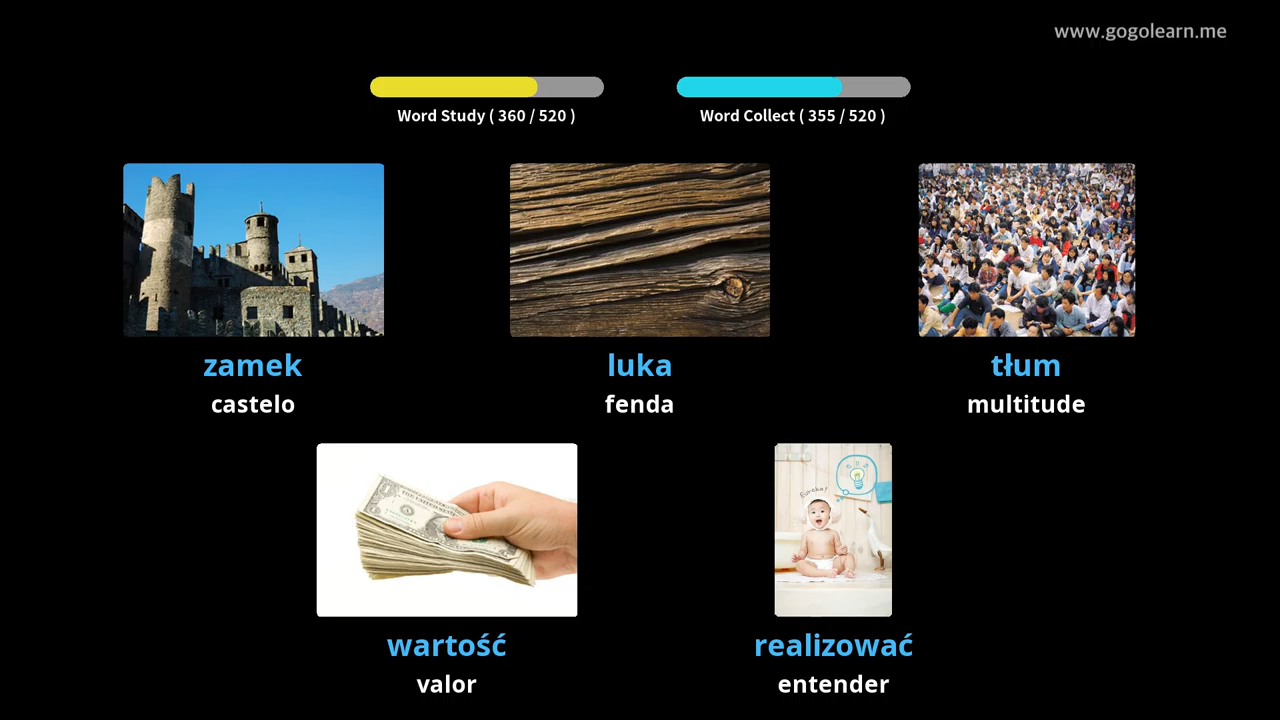 www.gogolearn.me
Word Study ( 360 / 520 )
Word Collect ( 355 / 520 )
zamek
castelo
luka
fenda
tłum
multitude
Eureka!
wartość
valor
realizować
entender